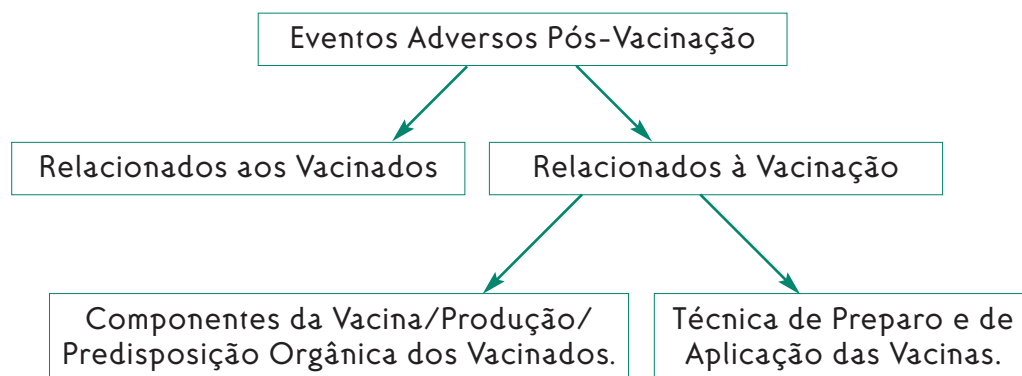 Eventos Adversos Pós-Vacinação
Relacionados aos Vacinados
Relacionados à Vacinação
Componentes da Vacina/Produção/
Predisposição Orgânica dos Vacinados.
Técnica de Preparo e de
Aplicação das Vacinas.